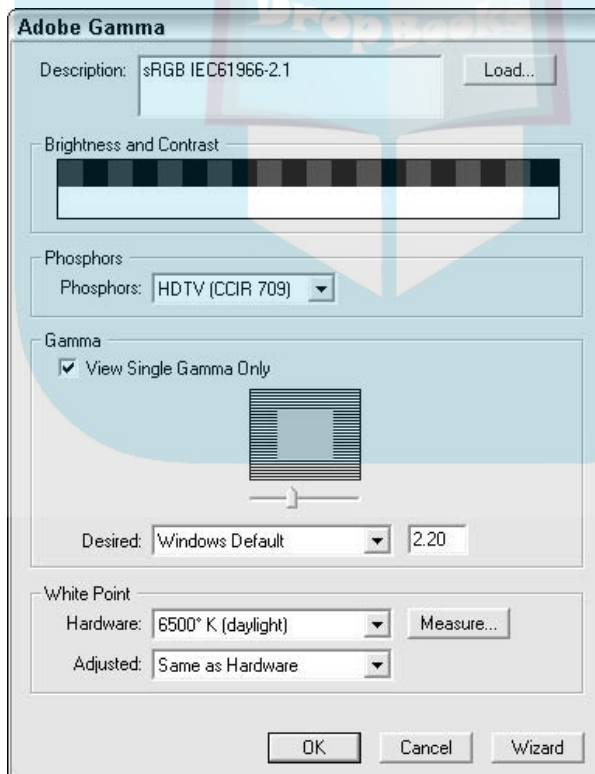 DropBooks
Adobe Gamma
Description: sRGB IEC61966-2.1 Load...
Brightness and Contrast
Phosphors
Phosphors: HDTV (CCIR 709)
Gamma
View Single Gamma Only
Desired: Windows Default 2.20
White Point
Hardware: 6500° K (daylight) Measure...
Adjusted: Same as Hardware
OK Cancel Wizard